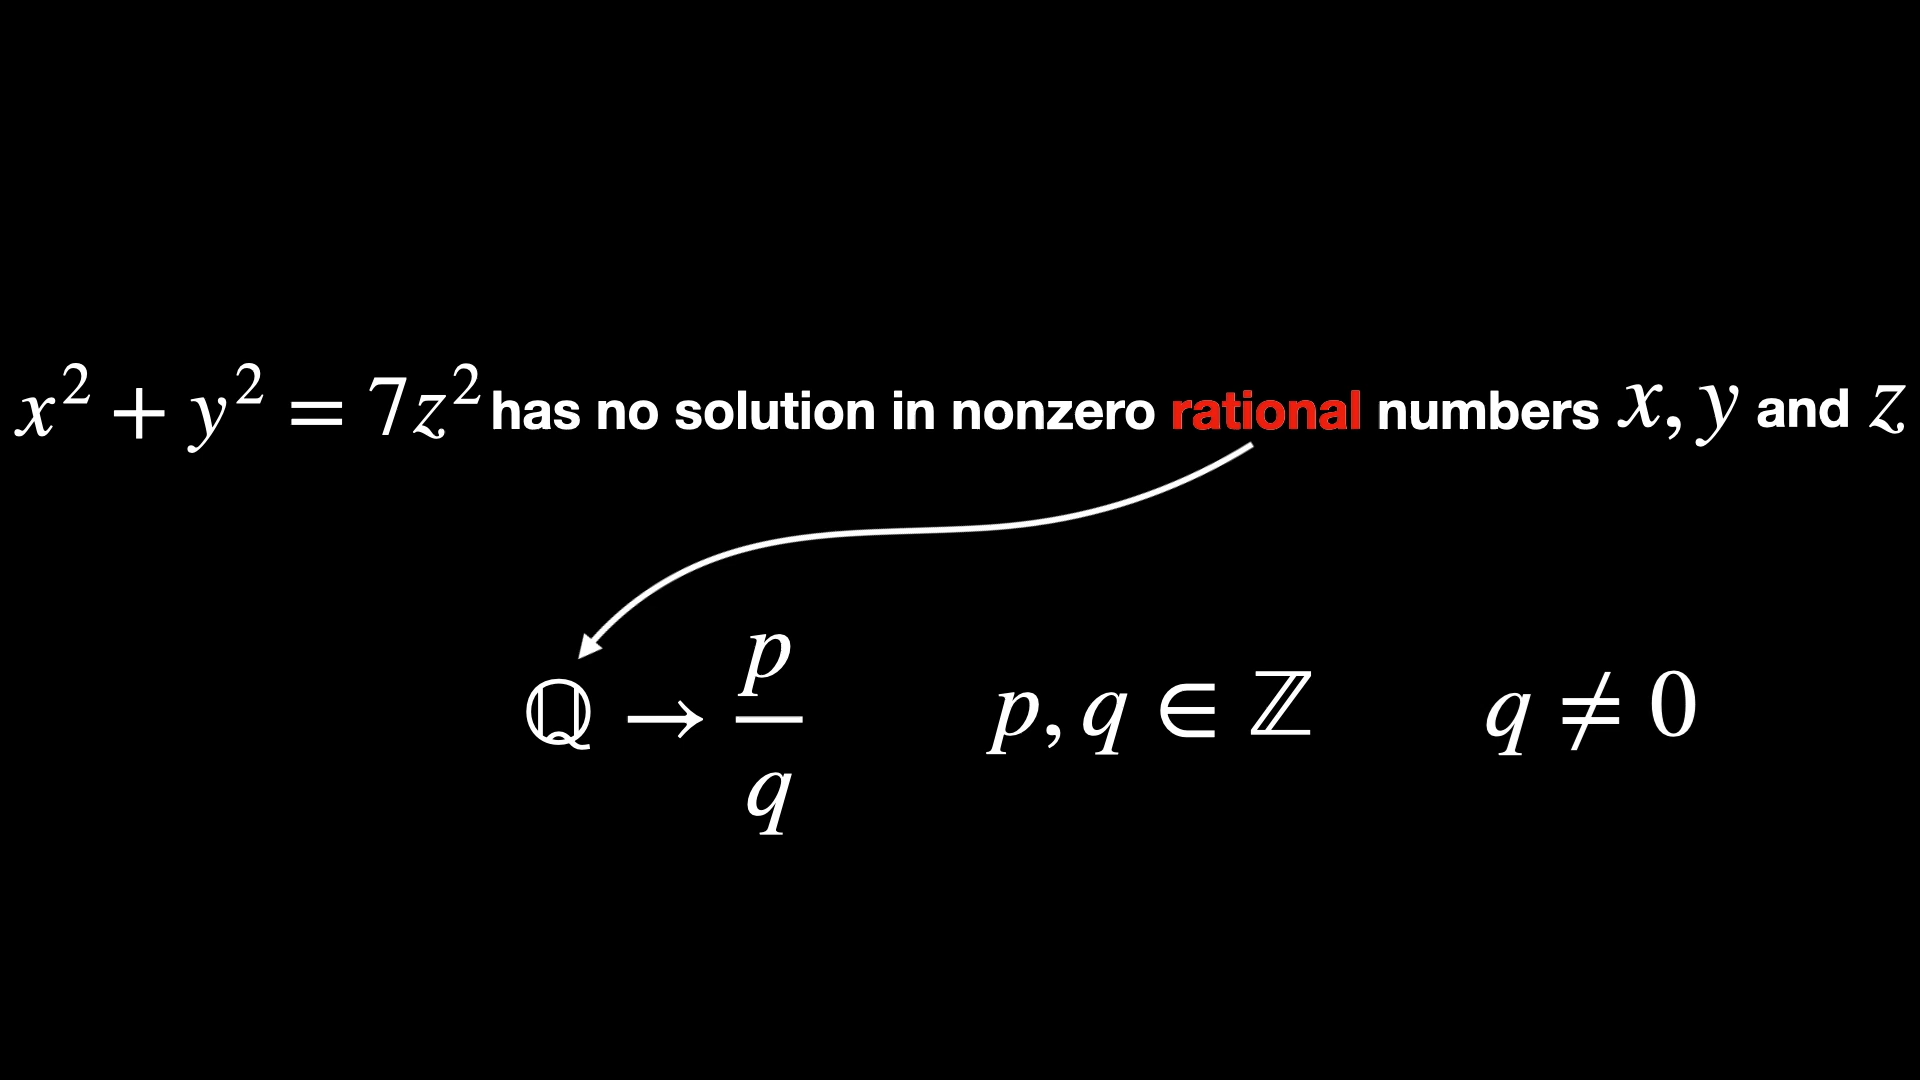 x² + y² = 7z² has no solution in nonzero rational numbers x, y and z
ℚ → p/q p, q ∈ ℤ q ≠ 0